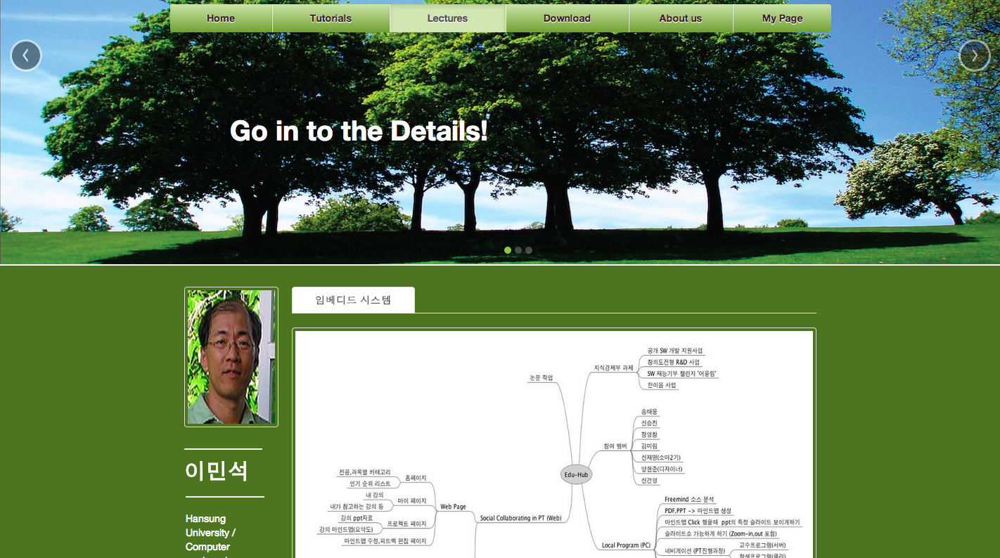 Home
Tutorials
Lectures
Download
About us
My Page
Go in to the Details!
이민석
Hansung
University /
Computer
임베디드 시스템
논문 작업
지식경제부 과제
공개 SW 개발 지원사업
창의도전형 R&D 사업
SW 재능기부 챌린지 '어울림'
한이음 사업
참여 멤버
송태웅
신승진
장영창
김미림
신재명(소마2기)
양현준(디자이너)
신건영
Edu-Hub
Social Collaborating in PT (Web)
Web Page
홈페이지
전공,과목별 카테고리
인기 순위 리스트
마이 페이지
내 강의
내가 참고하는 강의 등
프로젝트 페이지
강의 ppt자료
강의 마인드맵(요약도)
마인드맵 수정,피드백 편집 페이지
Local Program (PC)
Freemind 소스 분석
PDF,PPT -> 마인드맵 생성
마인드맵 Click 했을때 ppt의 특정 슬라이드 보이게하기
슬라이드쇼 가능하게 하기 (Zoom-in,out 포함)
네비게이션 (PT진행과정)
교수프로그램(서버)
학생프로그램(클라)